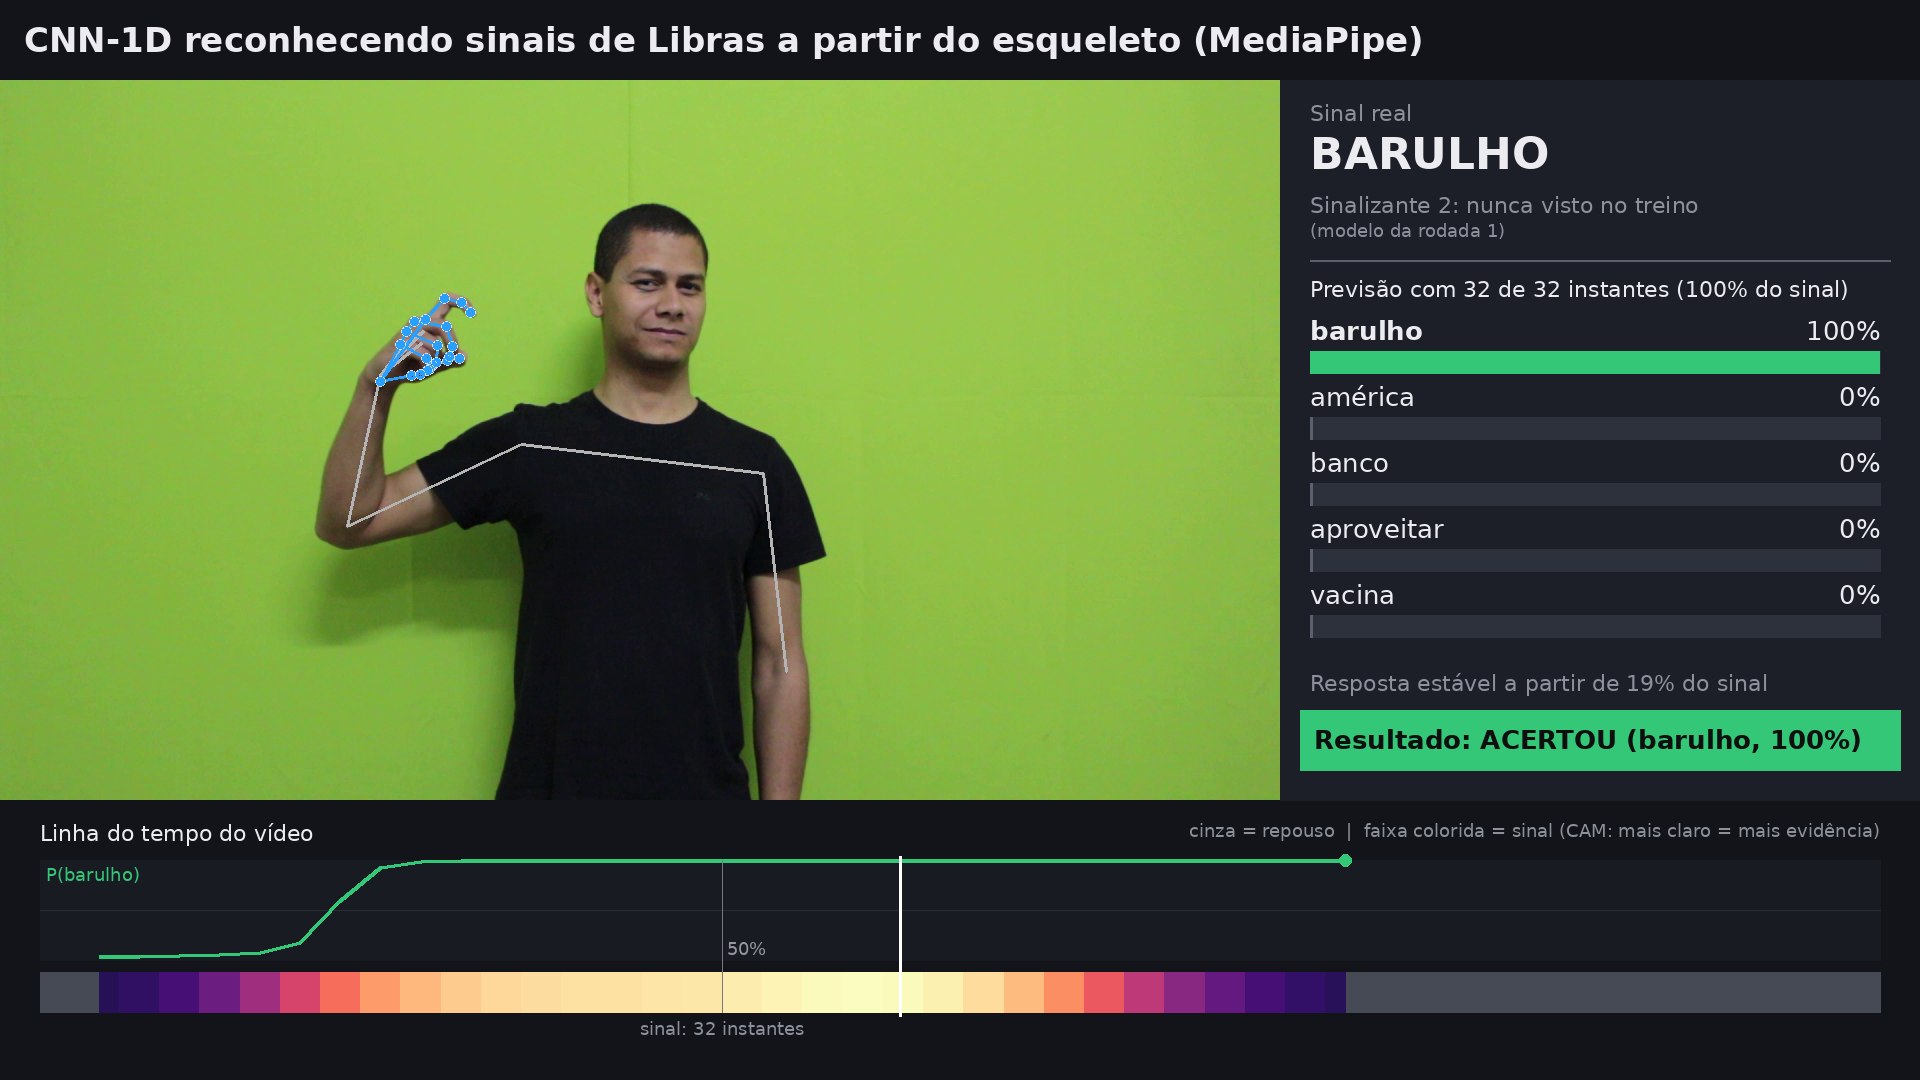 CNN-1D reconhecendo sinais de Libras a partir do esqueleto (MediaPipe)
Sinal real
BARULHO
Sinalizante 2: nunca visto no treino
(modelo da rodada 1)
Previsão com 32 de 32 instantes (100% do sinal)
barulho 100%
américa 0%
banco 0%
aproveitar 0%
vacina 0%
Resposta estável a partir de 19% do sinal
Resultado: ACERTOU (barulho, 100%)
Linha do tempo do vídeo
cinza = repouso | faixa colorida = sinal (CAM: mais claro = mais evidência)
P(barulho)
50%
sinal: 32 instantes